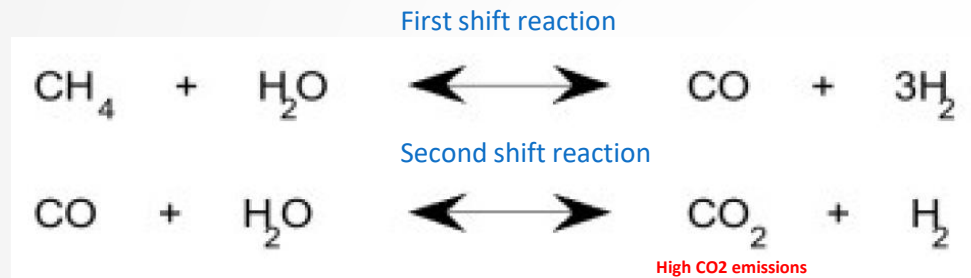 First shift reaction
CH₄ + H₂O ⟷ CO + 3H₂
Second shift reaction
CO + H₂O ⟷ CO₂ + H₂
High CO2 emissions